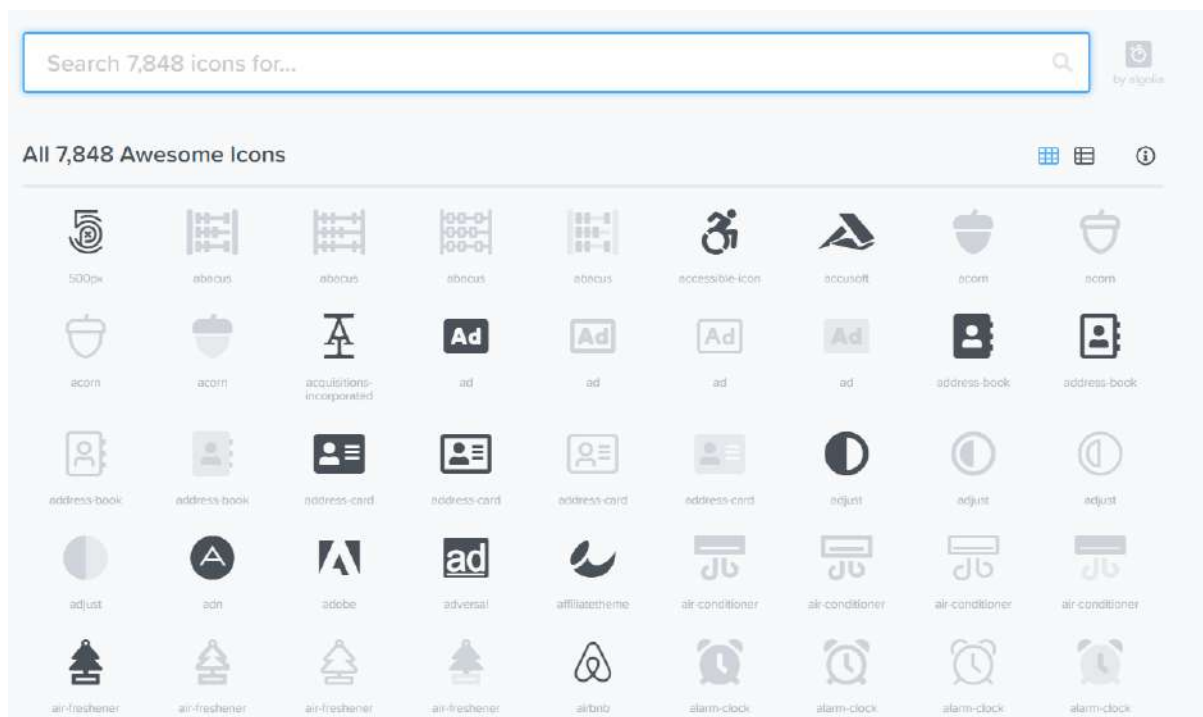 Search 7,848 icons for...
by algolia
All 7,848 Awesome Icons
500px abacus abacus abacus abacus accessible-icon accusoft acorn acorn
Ad Ad Ad Ad
acorn acorn acquisitions-incorporated ad ad ad ad address-book address-book
address-book address-book address-card address-card address-card address-card adjust adjust adjust
ad
adjust adn adobe adversal affiliatetheme air-conditioner air-conditioner air-conditioner air-conditioner
air-freshener air-freshener air-freshener air-freshener airbnb alarm-clock alarm-clock alarm-clock alarm-clock